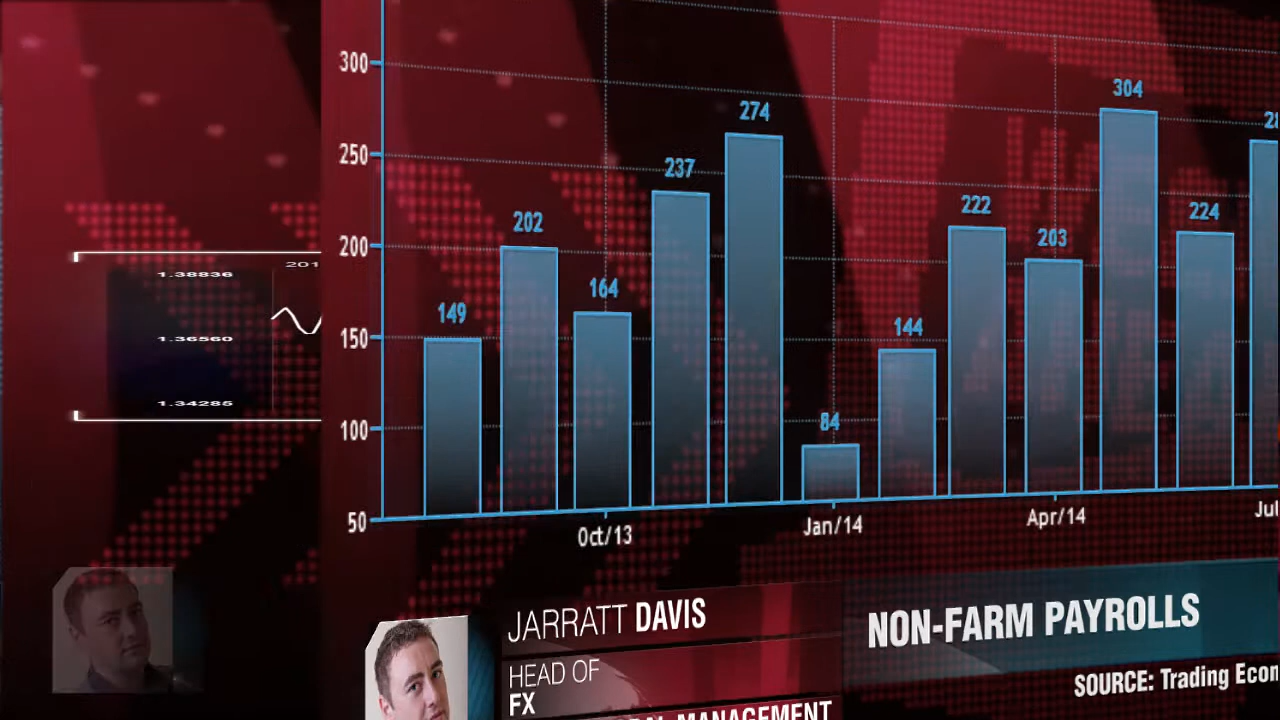 300
250
200
150
100
50
149
202
164
237
274
84
144
222
203
304
224
Oct/13
Jan/14
Apr/14
Jul
1.38836
1.36560
1.34285
201
JARRATT DAVIS
HEAD OF
FX
MANAGEMENT
NON-FARM PAYROLLS
SOURCE: Trading Econ